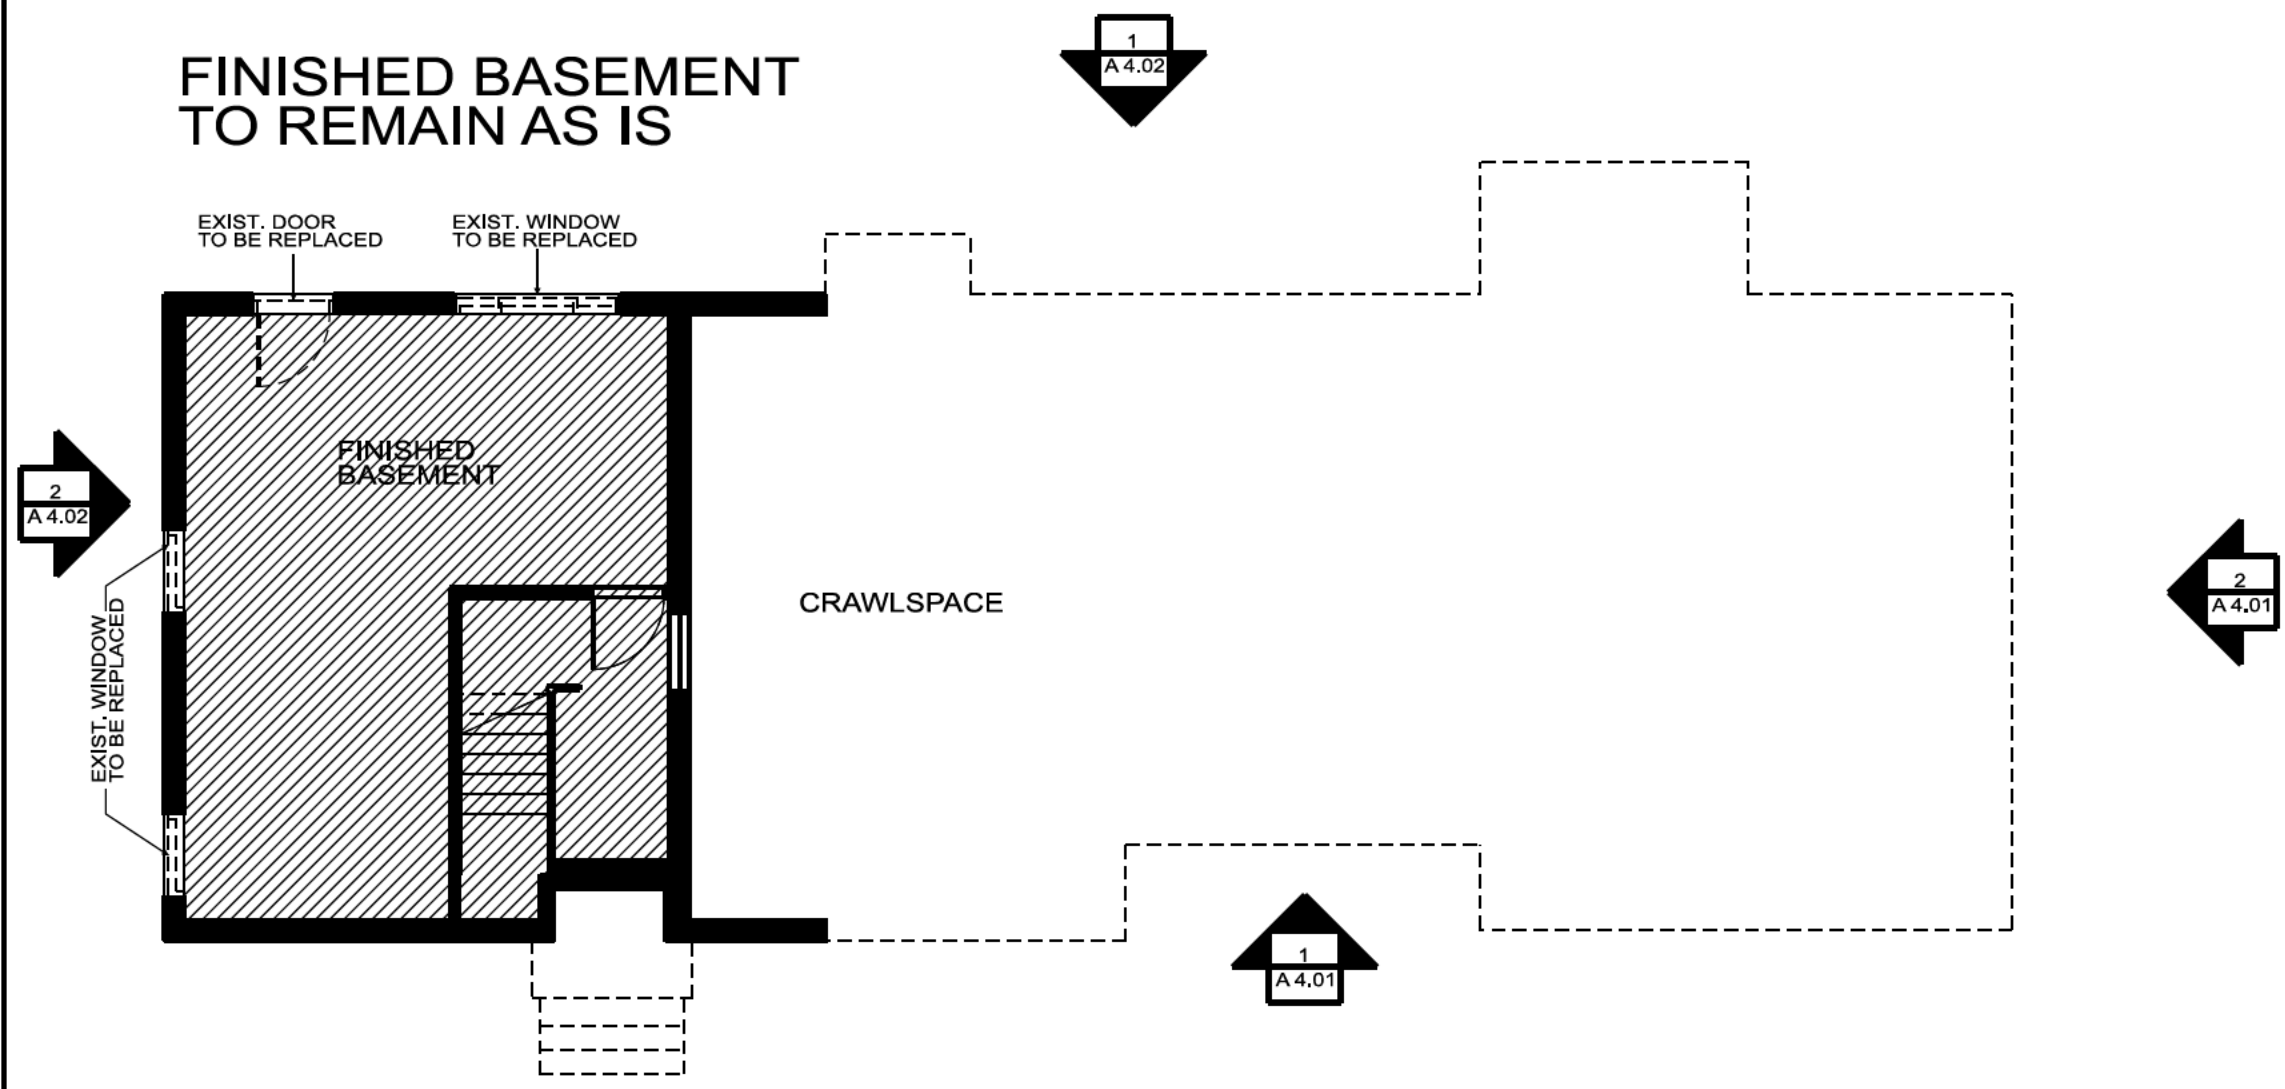 1
A 4.02
FINISHED BASEMENT
TO REMAIN AS IS
EXIST. DOOR
TO BE REPLACED
EXIST. WINDOW
TO BE REPLACED
FINISHED
BASEMENT
2
A 4.02
EXIST. WINDOW
TO BE REPLACED
CRAWLSPACE
2
A 4.01
1
A 4.01